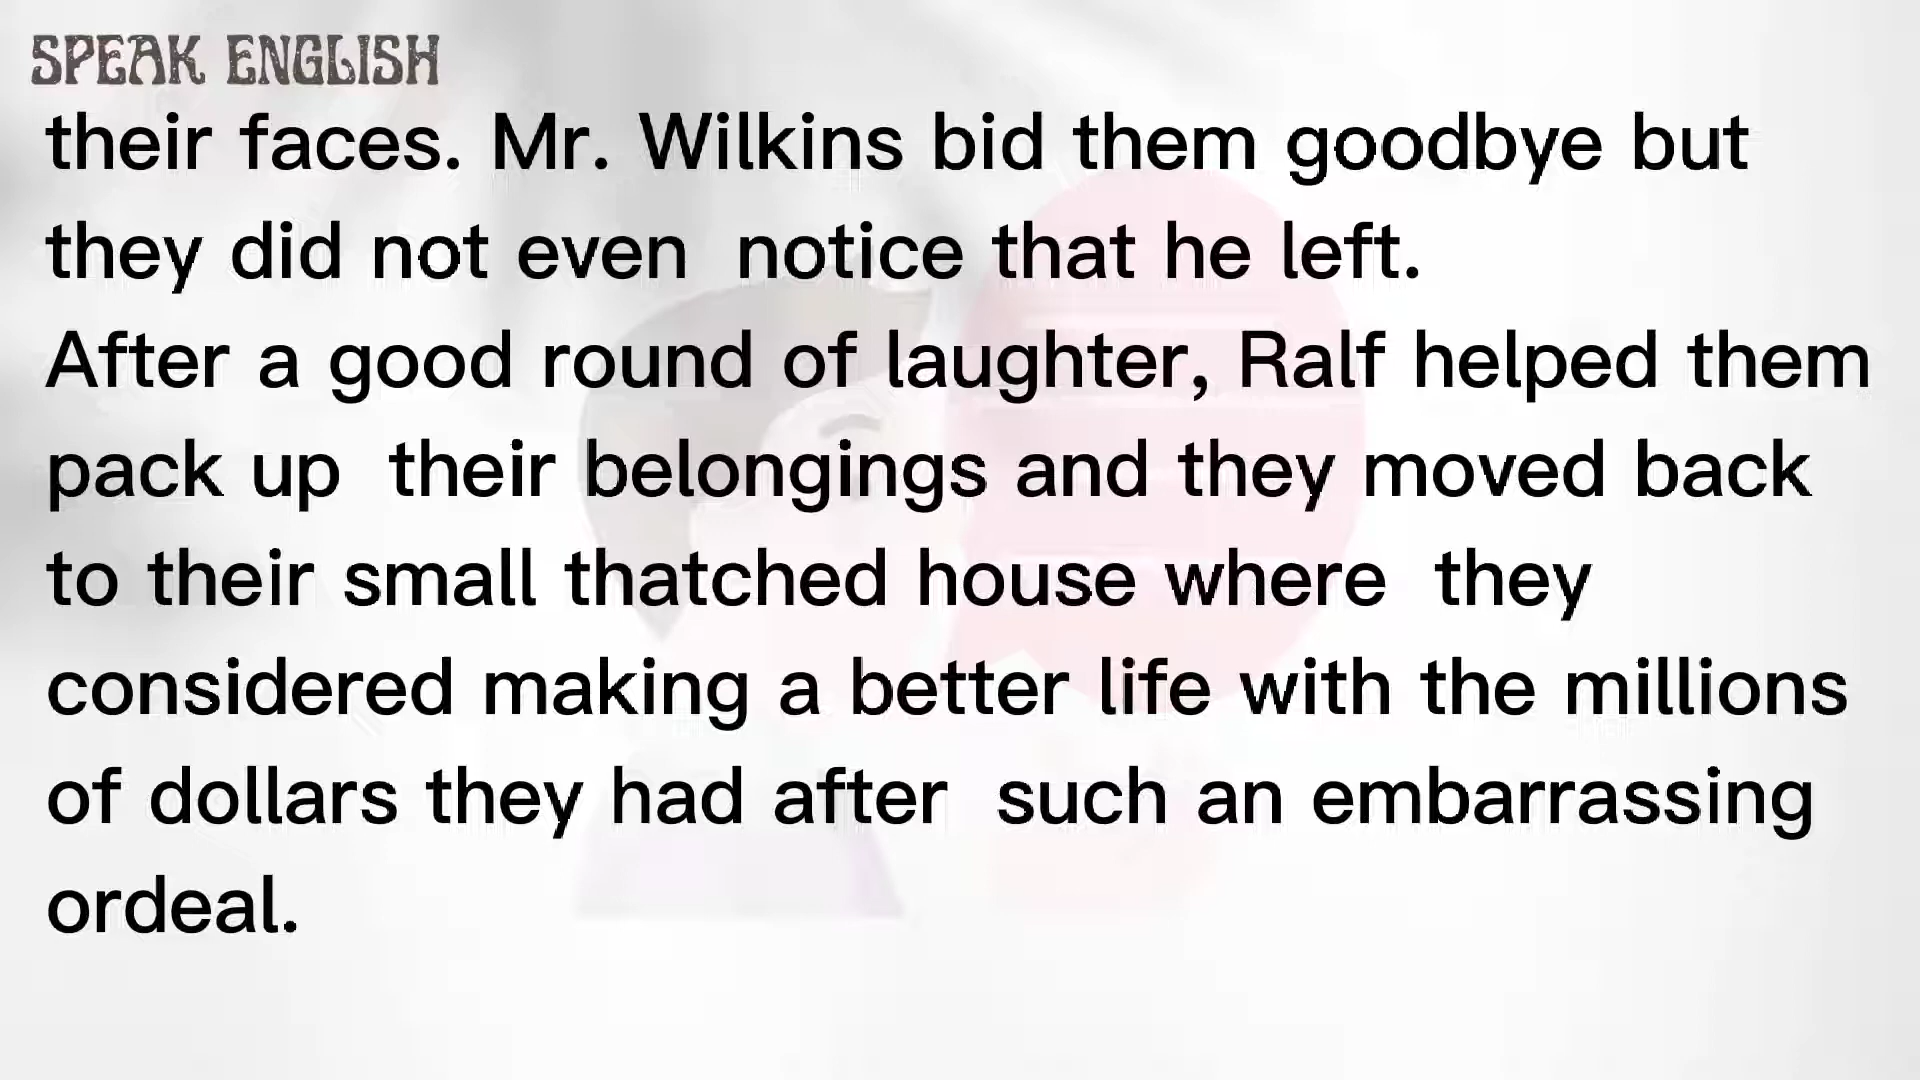 SPEAK ENGLISH
their faces. Mr. Wilkins bid them goodbye but
they did not even  notice that he left.
After a good round of laughter, Ralf helped them
pack up  their belongings and they moved back
to their small thatched house where  they
considered making a better life with the millions
of dollars they had after  such an embarrassing
ordeal.